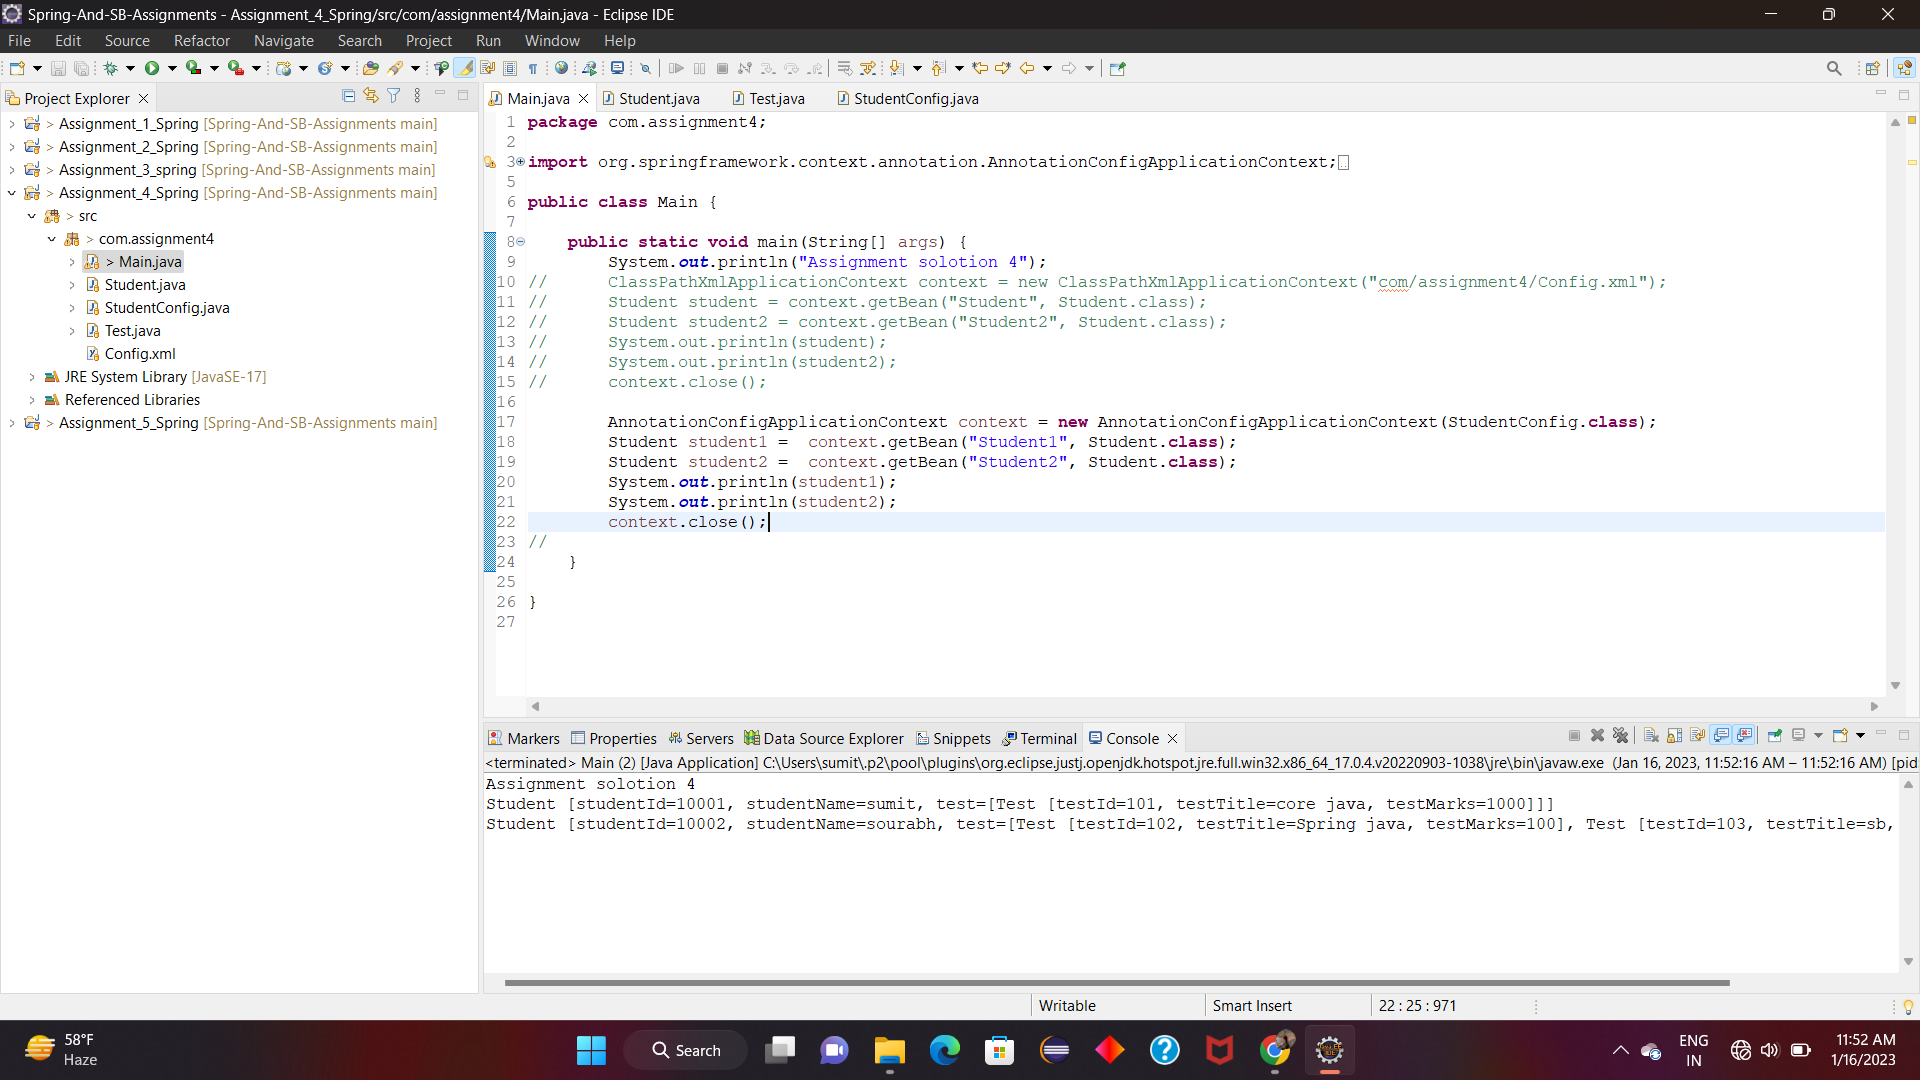 Spring-And-SB-Assignments - Assignment_4_Spring/src/com/assignment4/Main.java - Eclipse IDE
File Edit Source Refactor Navigate Search Project Run Window Help
Project Explorer
> Assignment_1_Spring [Spring-And-SB-Assignments main]
> Assignment_2_Spring [Spring-And-SB-Assignments main]
> Assignment_3_spring [Spring-And-SB-Assignments main]
> Assignment_4_Spring [Spring-And-SB-Assignments main]
> src
> com.assignment4
> Main.java
Student.java
StudentConfig.java
Test.java
Config.xml
JRE System Library [JavaSE-17]
Referenced Libraries
> Assignment_5_Spring [Spring-And-SB-Assignments main]
Main.java Student.java Test.java StudentConfig.java
1 package com.assignment4;
2
3 import org.springframework.context.annotation.AnnotationConfigApplicationContext;
5
6 public class Main {
7
8 public static void main(String[] args) {
9 System.out.println("Assignment solotion 4");
10 // ClassPathXmlApplicationContext context = new ClassPathXmlApplicationContext("com/assignment4/Config.xml");
11 // Student student = context.getBean("Student", Student.class);
12 // Student student2 = context.getBean("Student2", Student.class);
13 // System.out.println(student);
14 // System.out.println(student2);
15 // context.close();
16
17 AnnotationConfigApplicationContext context = new AnnotationConfigApplicationContext(StudentConfig.class);
18 Student student1 =  context.getBean("Student1", Student.class);
19 Student student2 =  context.getBean("Student2", Student.class);
20 System.out.println(student1);
21 System.out.println(student2);
22 context.close();
23 //
24 }
25
26 }
27
Markers Properties Servers Data Source Explorer Snippets Terminal Console
<terminated> Main (2) [Java Application] C:\Users\sumit\.p2\pool\plugins\org.eclipse.justj.openjdk.hotspot.jre.full.win32.x86_64_17.0.4.v20220903-1038\jre\bin\javaw.exe (Jan 16, 2023, 11:52:16 AM – 11:52:16 AM) [pid:
Assignment solotion 4
Student [studentId=10001, studentName=sumit, test=[Test [testId=101, testTitle=core java, testMarks=1000]]]
Student [studentId=10002, studentName=sourabh, test=[Test [testId=102, testTitle=Spring java, testMarks=100], Test [testId=103, testTitle=sb,
Writable Smart Insert 22 : 25 : 971
58°F
Haze
Search
ENG
IN
11:52 AM
1/16/2023